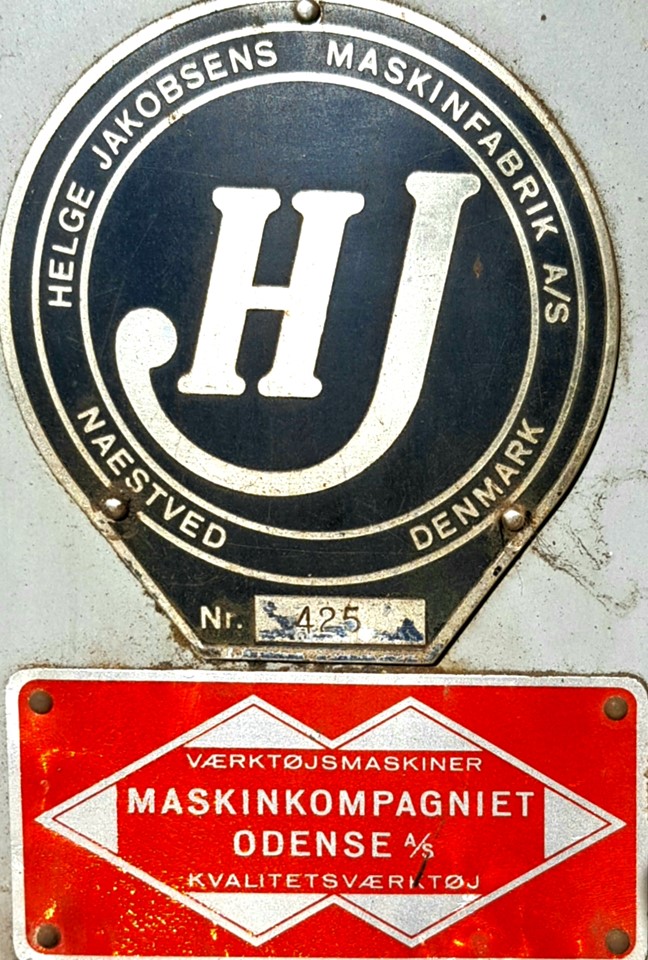 HELGE JAKOBSENS MASKINFABRIK A/S
HJ
NAESTVED DENMARK
Nr. 425
VÆRKTØJSMASKINER
MASKINKOMPAGNIET
ODENSE A/S
KVALITETSVÆRKTØJ